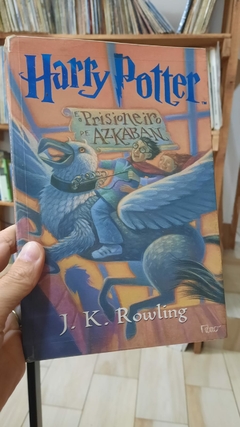 Harry Potter
e o
Prisioneiro
de AZKABAN
J. K. Rowling
Rocco